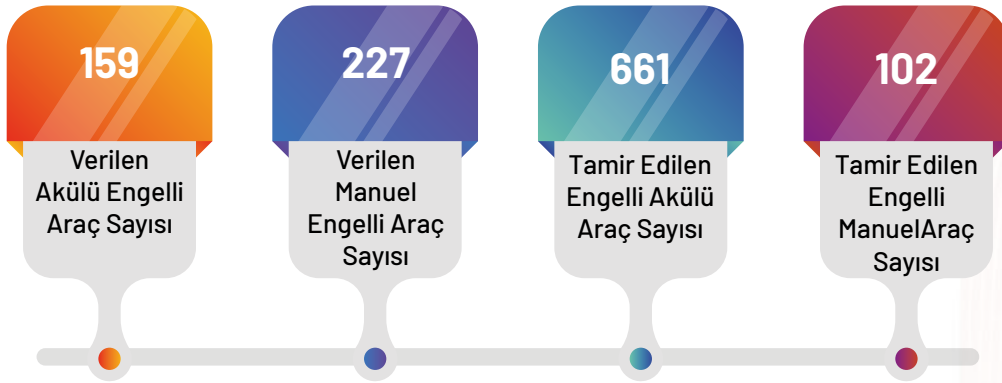 159
Verilen
Akülü Engelli
Araç Sayısı
227
Verilen
Manuel
Engelli Araç
Sayısı
661
Tamir Edilen
Engelli Akülü
Araç Sayısı
102
Tamir Edilen
Engelli
ManuelAraç
Sayısı